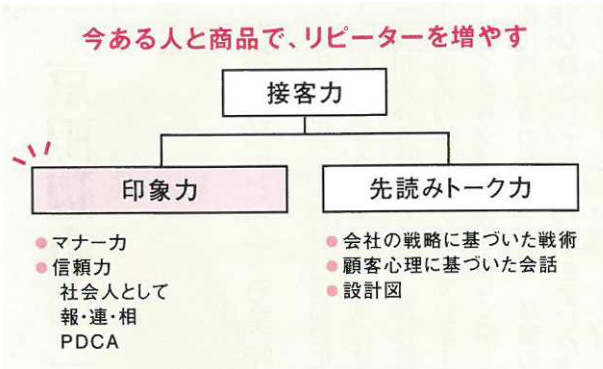 今ある人と商品で、リピーターを増やす
接客力
印象力
先読みトーク力
●マナー力
●信頼力
社会人として
報・連・相
PDCA
●会社の戦略に基づいた戦術
●顧客心理に基づいた会話
●設計図